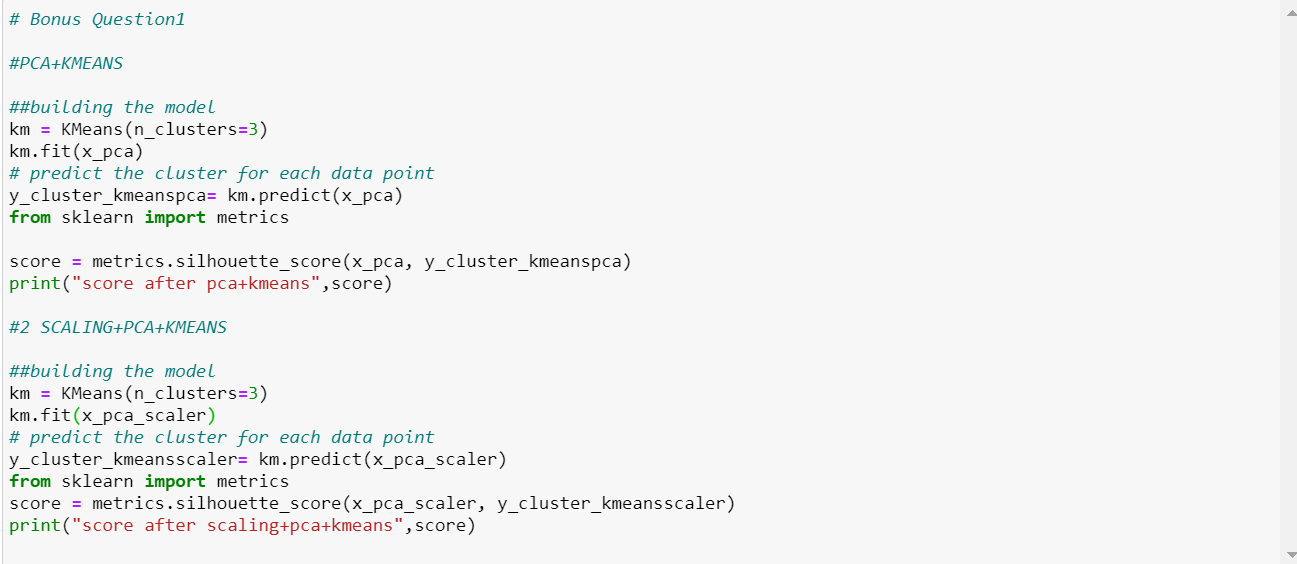 # Bonus Question1
#PCA+KMEANS
##building the model
km = KMeans(n_clusters=3)
km.fit(x_pca)
# predict the cluster for each data point
y_cluster_kmeanspca= km.predict(x_pca)
from sklearn import metrics
score = metrics.silhouette_score(x_pca, y_cluster_kmeanspca)
print("score after pca+kmeans",score)
#2 SCALING+PCA+KMEANS
##building the model
km = KMeans(n_clusters=3)
km.fit(x_pca_scaler)
# predict the cluster for each data point
y_cluster_kmeansscaler= km.predict(x_pca_scaler)
from sklearn import metrics
score = metrics.silhouette_score(x_pca_scaler, y_cluster_kmeansscaler)
print("score after scaling+pca+kmeans",score)